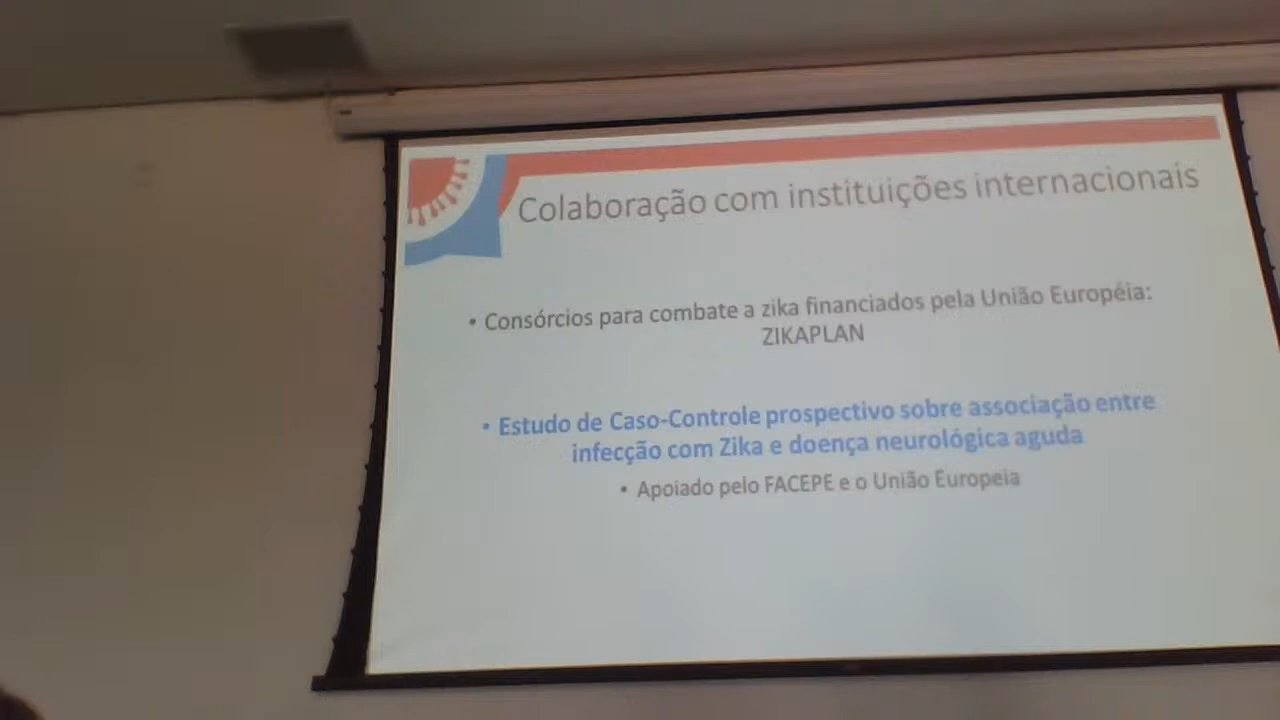 Colaboração com instituições internacionais
• Consórcios para combate a zika financiados pela União Européia:
ZIKAPLAN
• Estudo de Caso-Controle prospectivo sobre associação entre
infecção com Zika e doença neurológica aguda
• Apoiado pelo FACEPE e o União Europeia